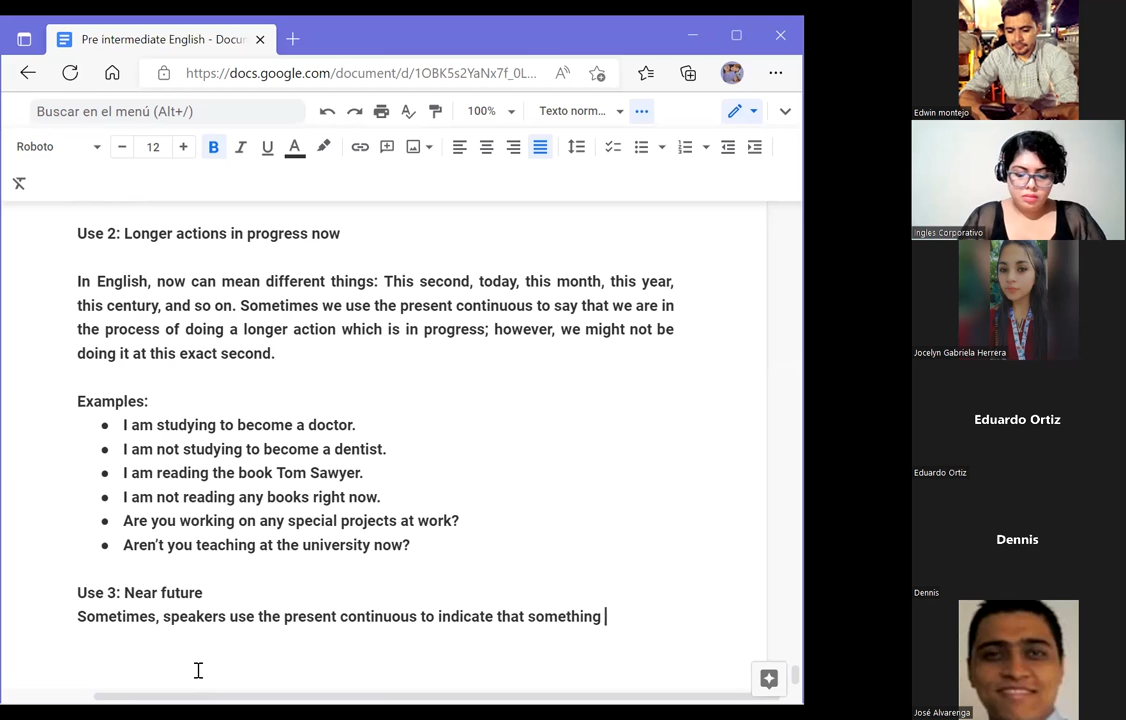 Pre intermediate English - Docur
https://docs.google.com/document/d/1OBK5s2YaNx7f_0L...
Buscar en el menú (Alt+/)
100%
Texto norm...
Roboto
12
B
I
U
A
Use 2: Longer actions in progress now
In English, now can mean different things: This second, today, this month, this year,
this century, and so on. Sometimes we use the present continuous to say that we are in
the process of doing a longer action which is in progress; however, we might not be
doing it at this exact second.
Examples:
● I am studying to become a doctor.
● I am not studying to become a dentist.
● I am reading the book Tom Sawyer.
● I am not reading any books right now.
● Are you working on any special projects at work?
● Aren’t you teaching at the university now?
Use 3: Near future
Sometimes, speakers use the present continuous to indicate that something
Edwin montejo
Ingles Corporativo
Jocelyn Gabriela Herrera
Eduardo Ortiz
Eduardo Ortiz
Dennis
Dennis
José Alvarenga